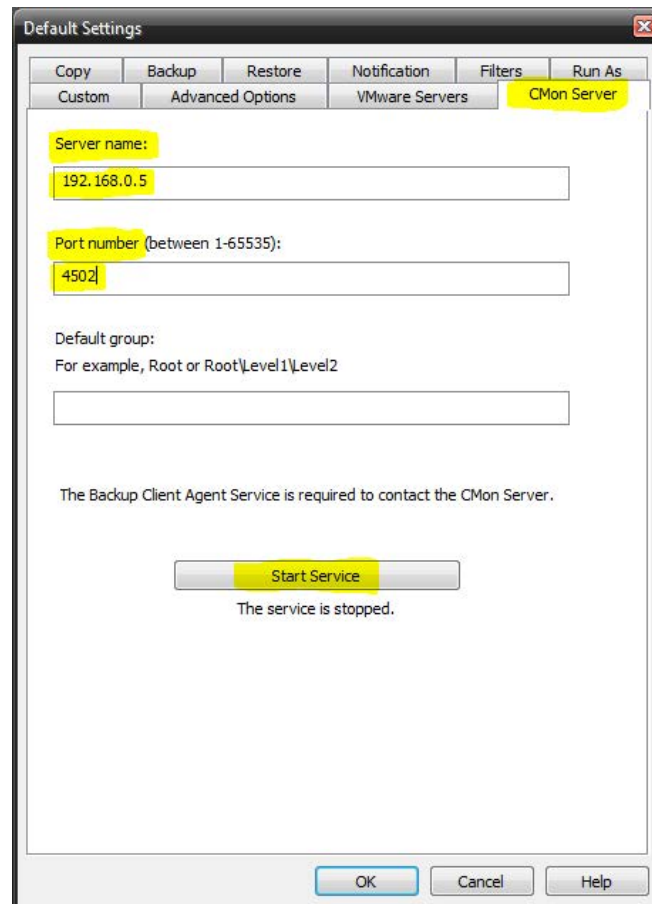 Default Settings
Copy Backup Restore Notification Filters Run As
Custom Advanced Options VMware Servers CMon Server
Server name:
192.168.0.5
Port number (between 1-65535):
4502
Default group:
For example, Root or Root\Level1\Level2
The Backup Client Agent Service is required to contact the CMon Server.
Start Service
The service is stopped.
OK Cancel Help